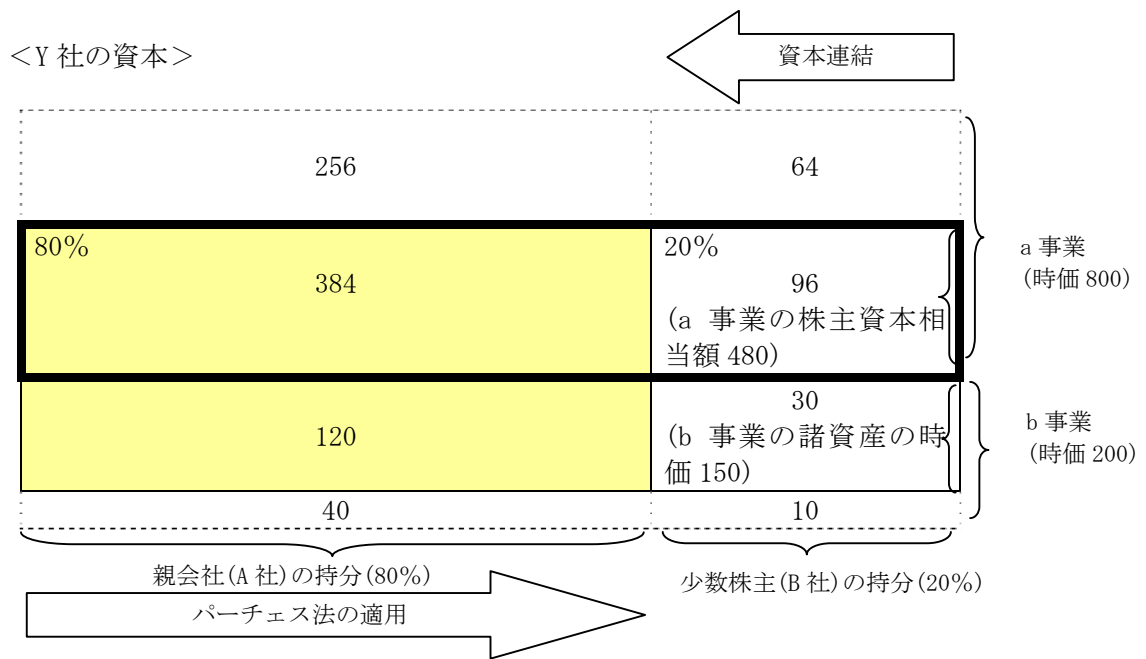 ＜Y 社の資本＞
資本連結
256
64
80％
384
20％
96
(a 事業の株主資本相
当額 480)
a 事業
(時価 800)
120
30
(b 事業の諸資産の時
価 150)
b 事業
(時価 200)
40
10
親会社(A 社)の持分(80％)
少数株主(B 社)の持分(20％)
パーチェス法の適用